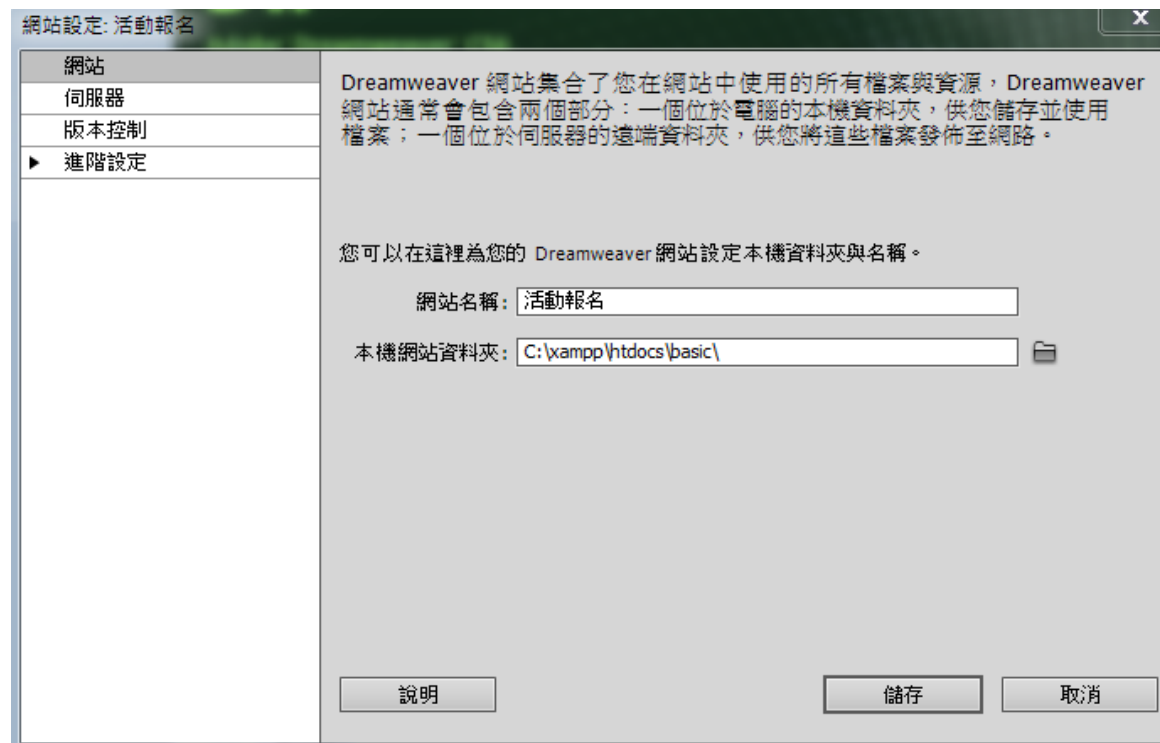 網站設定: 活動報名
X
網站
伺服器
版本控制
進階設定
Dreamweaver 網站集合了您在網站中使用的所有檔案與資源，Dreamweaver
網站通常會包含兩個部分：一個位於電腦的本機資料夾，供您儲存並使用
檔案；一個位於伺服器的遠端資料夾，供您將這些檔案發佈至網路。
您可以在這裡為您的 Dreamweaver 網站設定本機資料夾與名稱。
網站名稱: 活動報名
本機網站資料夾: C:\xampp\htdocs\basic\
說明
儲存
取消